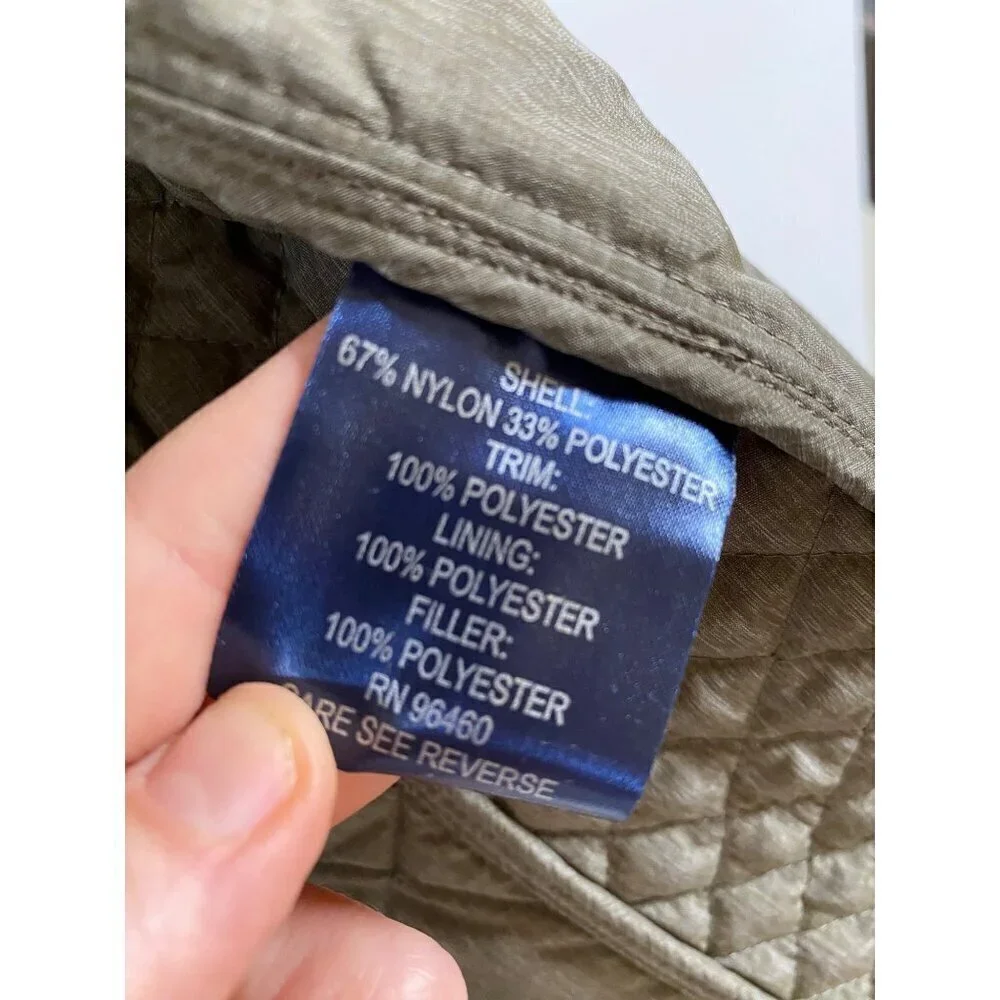 SHELL:
67% NYLON 33% POLYESTER
TRIM:
100% POLYESTER
LINING:
100% POLYESTER
FILLER:
100% POLYESTER
RN 96460
CARE SEE REVERSE